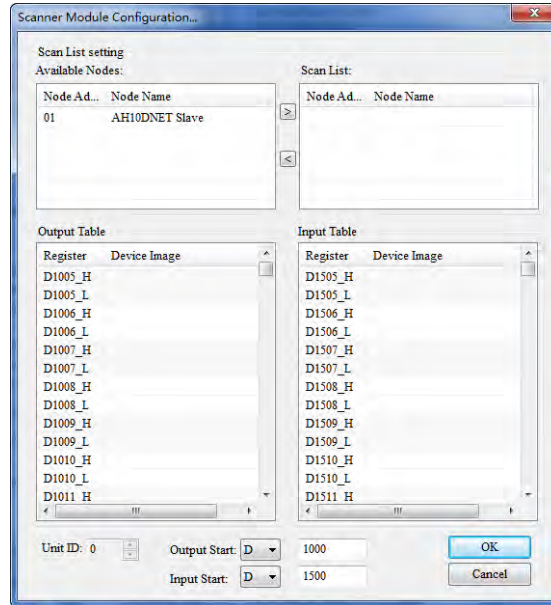 Scanner Module Configuration...
Scan List setting
Available Nodes:
Scan List:
Node Ad... Node Name
01 AH10DNET Slave
>
<
Node Ad... Node Name
Output Table
Register Device Image
D1005_H
D1005_L
D1006_H
D1006_L
D1007_H
D1007_L
D1008_H
D1008_L
D1009_H
D1009_L
D1010_H
D1010_L
D1011_H
Input Table
Register Device Image
D1505_H
D1505_L
D1506_H
D1506_L
D1507_H
D1507_L
D1508_H
D1508_L
D1509_H
D1509_L
D1510_H
D1510_L
D1511_H
Unit ID: 0
Output Start: D 1000
Input Start: D 1500
OK
Cancel